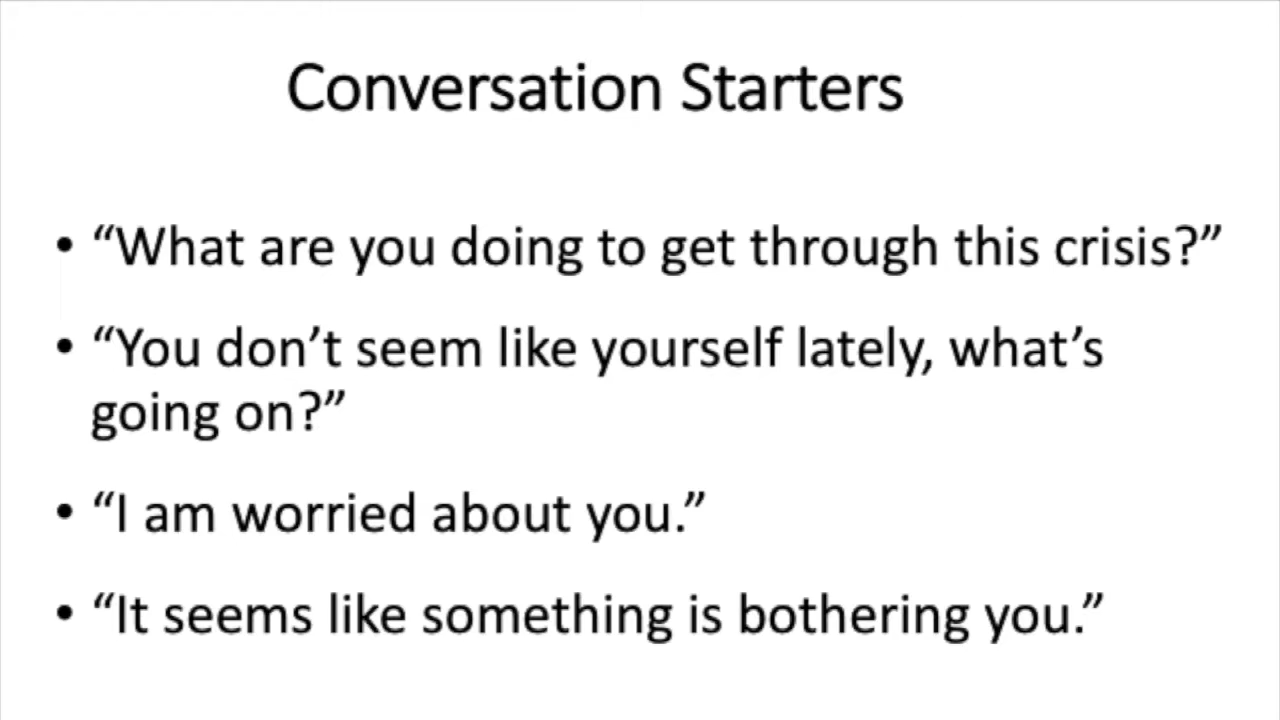 Conversation Starters
• “What are you doing to get through this crisis?”
• “You don’t seem like yourself lately, what’s
going on?”
• “I am worried about you.”
• “It seems like something is bothering you.”